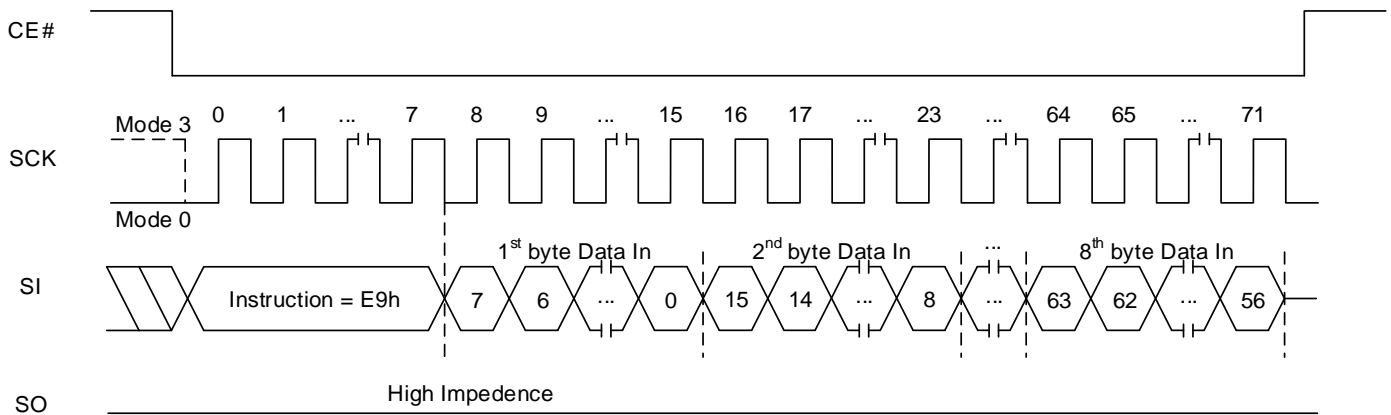 CE#
0 1 ... 7 8 9 ... 15 16 17 ... 23 ... 64 65 ... 71
Mode 3
SCK
Mode 0
1st byte Data In 2nd byte Data In ... 8th byte Data In
SI
Instruction = E9h 7 6 ... 0 15 14 ... 8 ... 63 62 ... 56
High Impedence
SO